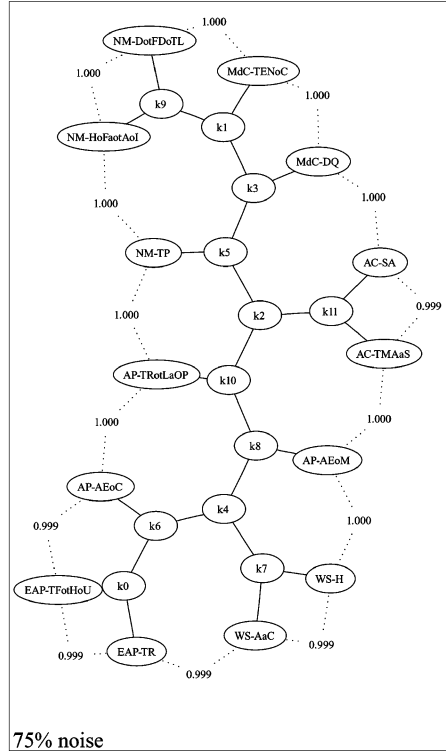 1.000
NM-DotFDoTL
MdC-TENoC
1.000
1.000
k9
k1
NM-HoFaotAoI
MdC-DQ
k3
1.000
1.000
NM-TP
k5
AC-SA
k2
k11
0.999
1.000
AC-TMAaS
AP-TRotLaOP
k10
1.000
1.000
k8
AP-AEoM
AP-AEoC
k4
0.999
k6
1.000
k7
WS-H
EAP-TFotHoU
k0
WS-AaC
0.999
0.999
EAP-TR
0.999
75% noise